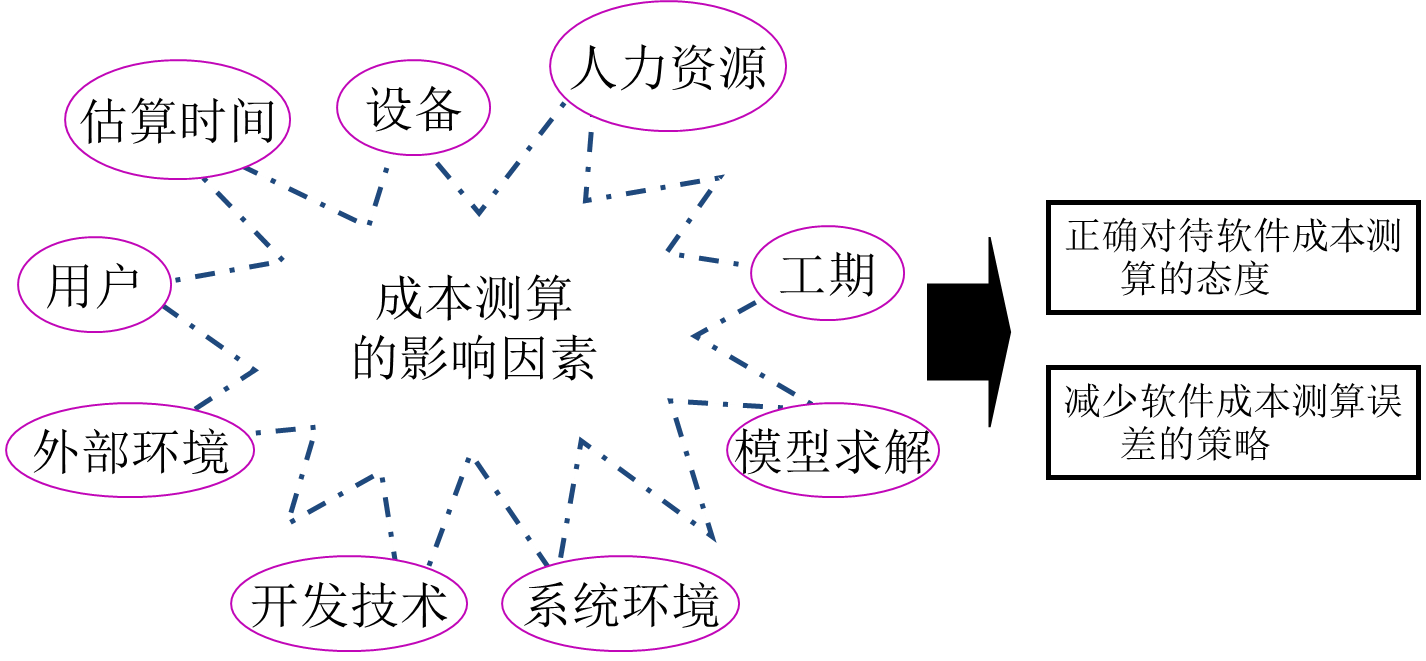 人力资源
设备
估算时间
用户
工期
成本测算
的影响因素
外部环境
模型求解
开发技术
系统环境
正确对待软件成本测
算的态度
减少软件成本测算误
差的策略